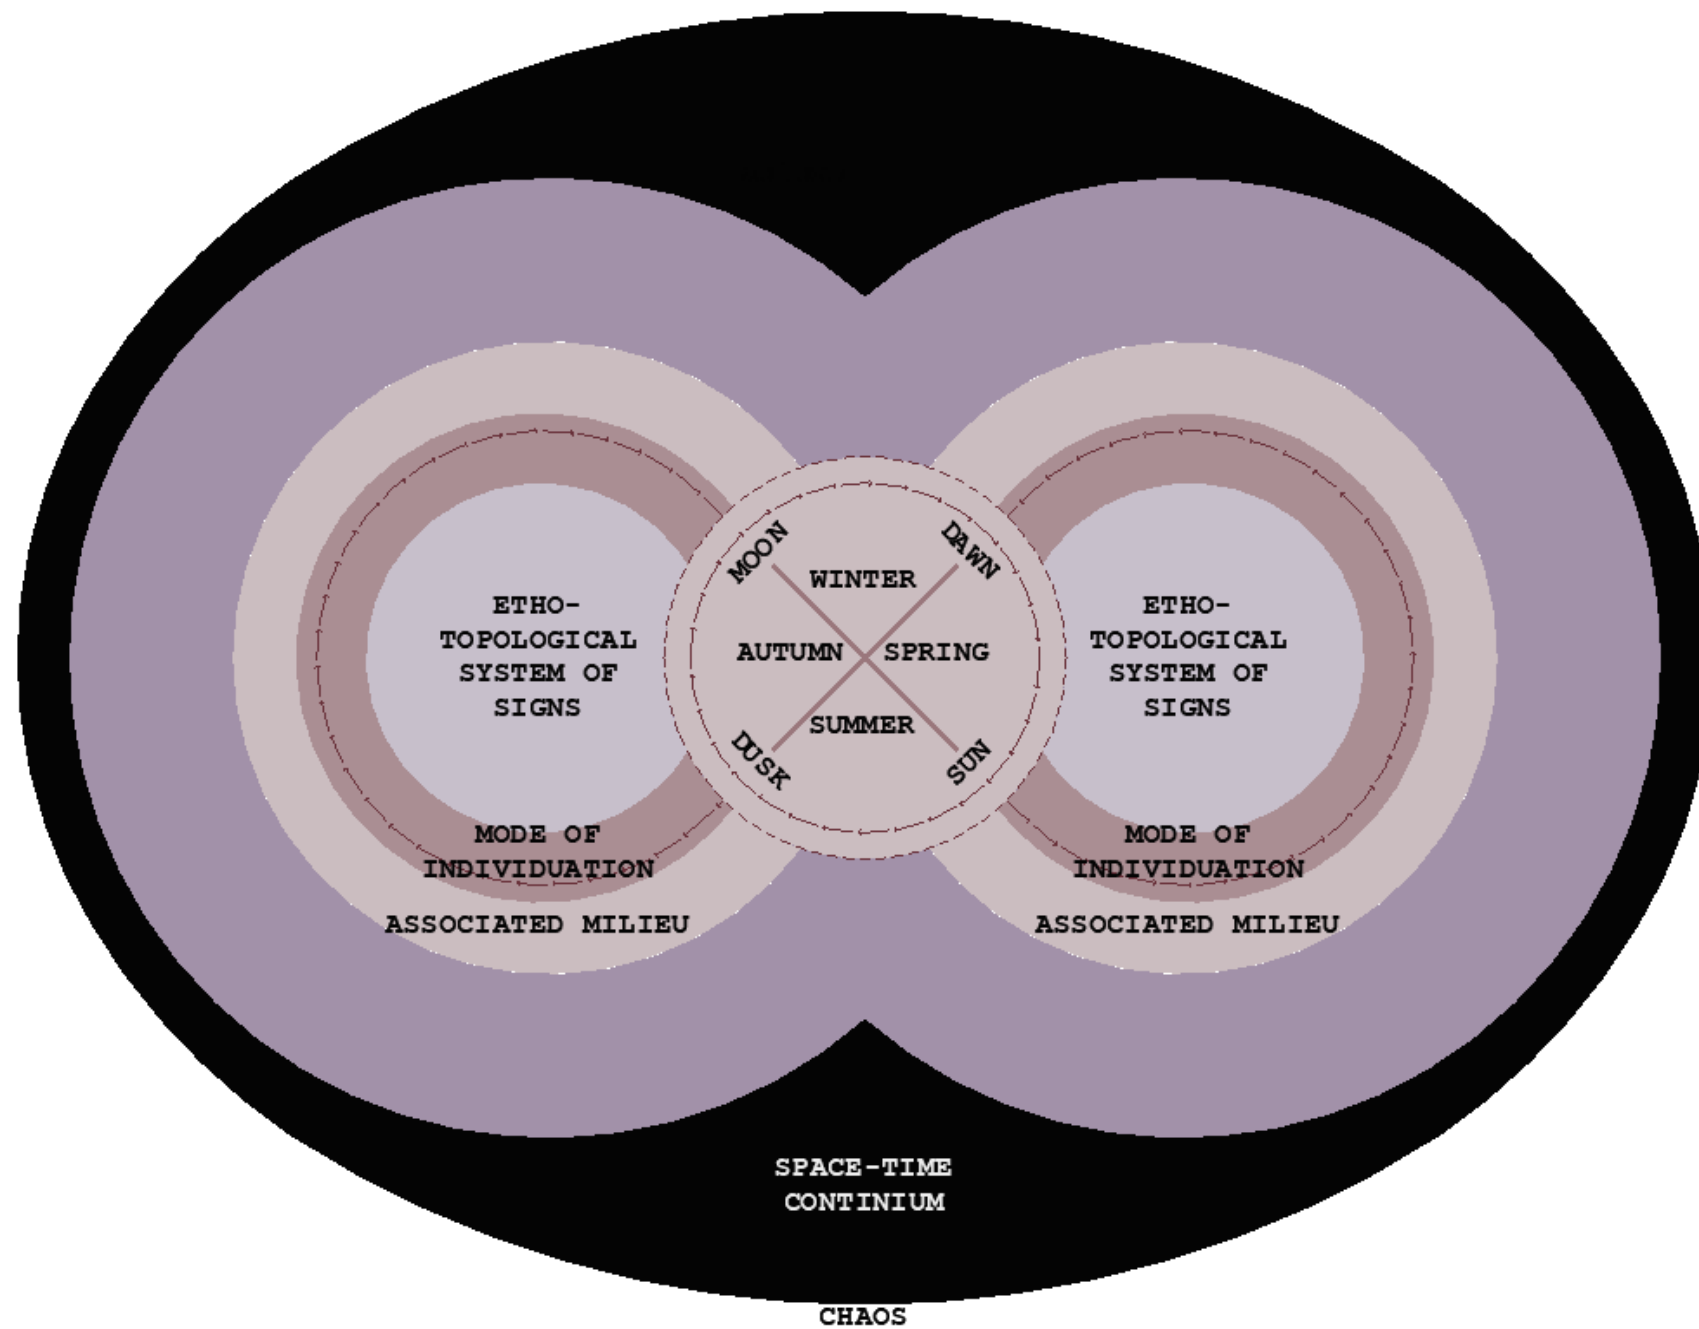 MOON
DAWN
WINTER
AUTUMN
SPRING
SUMMER
DUSK
SUN
ETHO-
TOPOLOGICAL
SYSTEM OF
SIGNS
MODE OF
INDIVIDUATION
ASSOCIATED MILIEU
ETHO-
TOPOLOGICAL
SYSTEM OF
SIGNS
MODE OF
INDIVIDUATION
ASSOCIATED MILIEU
SPACE-TIME
CONTINIUM
CHAOS